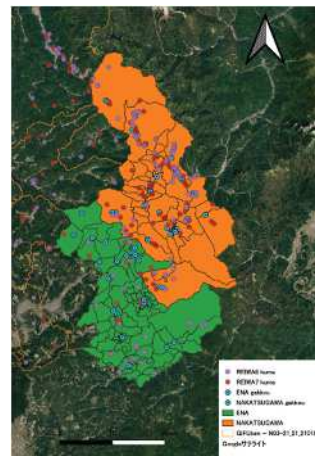 REIWA6 kuma
REIWA7 kuma
ENA gakkou
NAKATSUGAWA gakkou
ENA
NAKATSUGAWA
Googleサテライト